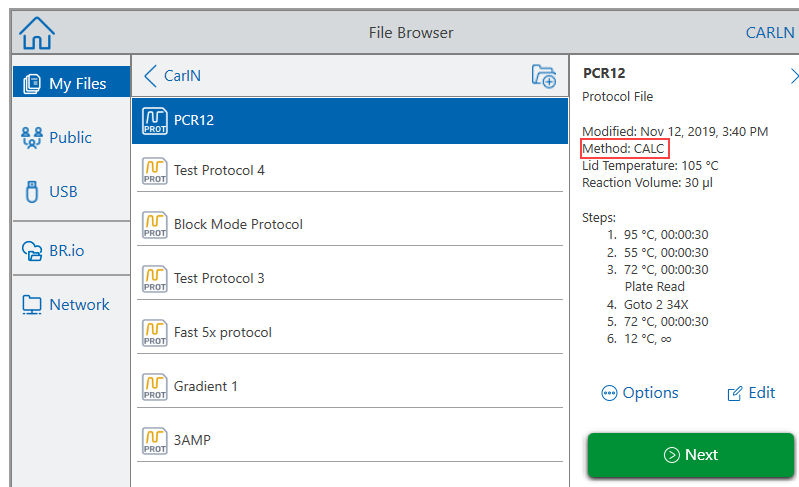 File Browser
CARLN
My Files
Public
USB
BR.io
Network
CarlN
PROT PCR12
PROT Test Protocol 4
PROT Block Mode Protocol
PROT Test Protocol 3
PROT Fast 5x protocol
PROT Gradient 1
PROT 3AMP
PCR12
Protocol File
Modified: Nov 12, 2019, 3:40 PM
Method: CALC
Lid Temperature: 105 °C
Reaction Volume: 30 µl
Steps:
1. 95 °C, 00:00:30
2. 55 °C, 00:00:30
3. 72 °C, 00:00:30
Plate Read
4. Goto 2 34X
5. 72 °C, 00:00:30
6. 12 °C, ∞
Options
Edit
Next